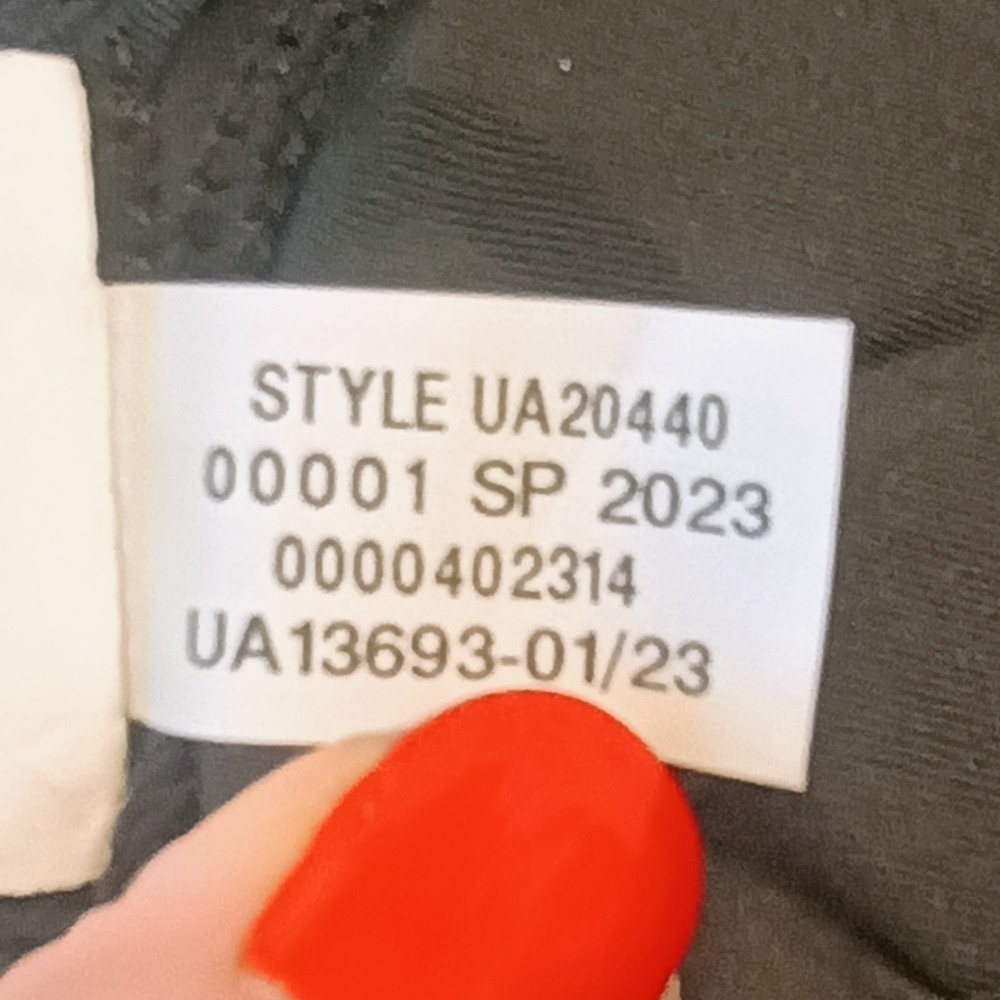 STYLE UA20440
00001 SP 2023
0000402314
UA13693-01/23